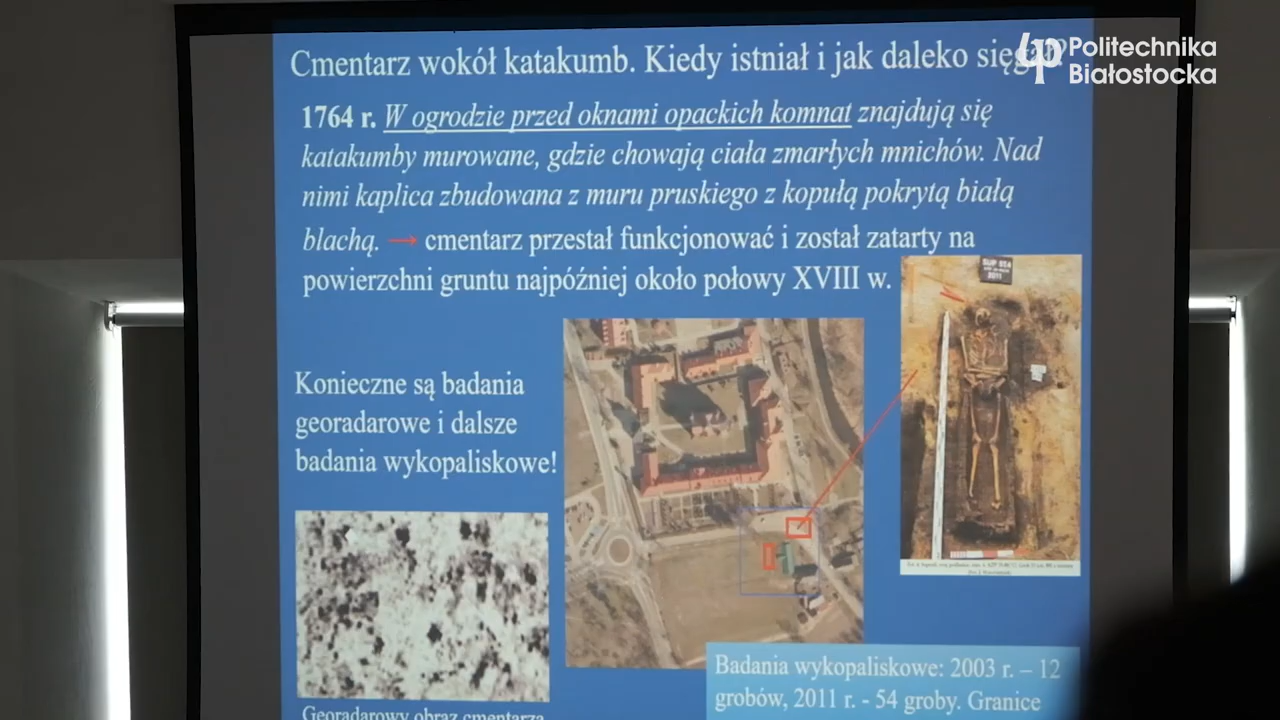 Politechnika
Białostocka
Cmentarz wokół katakumb. Kiedy istniał i jak daleko
1764 r. W ogrodzie przed oknami opackich komnat znajdują się
katakumby murowane, gdzie chowają ciała zmarłych mnichów. Nad
nimi kaplica zbudowana z muru pruskiego z kopułą pokrytą białą
blachą. → cmentarz przestał funkcjonować i został zatarty na
powierzchni gruntu najpóźniej około połowy XVIII w.
Konieczne są badania
georadarowe i dalsze
badania wykopaliskowe!
2011
Georadarowy obraz cmentarza
Badania wykopaliskowe: 2003 r. – 12
grobów, 2011 r. - 54 groby. Granice